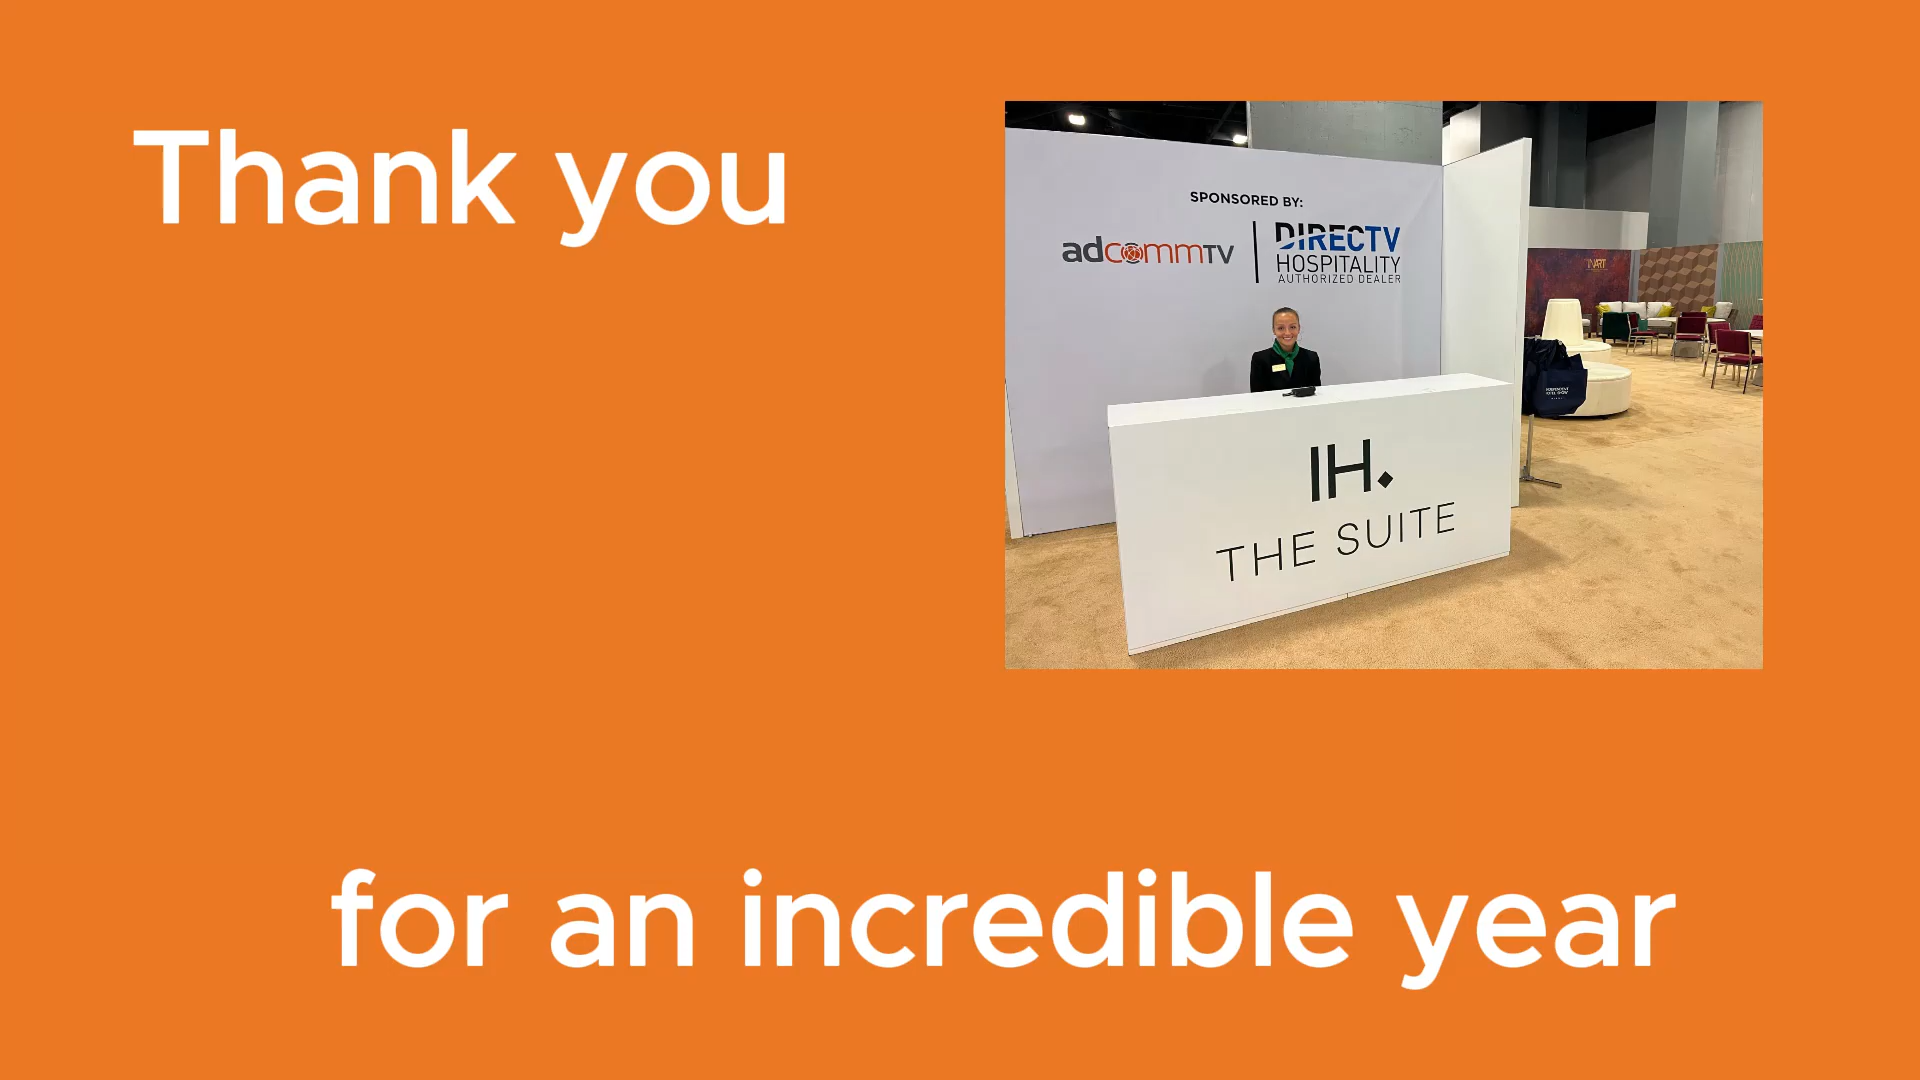 Thank you
SPONSORED BY:
adcommTV
DIRECTV
HOSPITALITY
AUTHORIZED DEALER
IH.
THE SUITE
for an incredible year